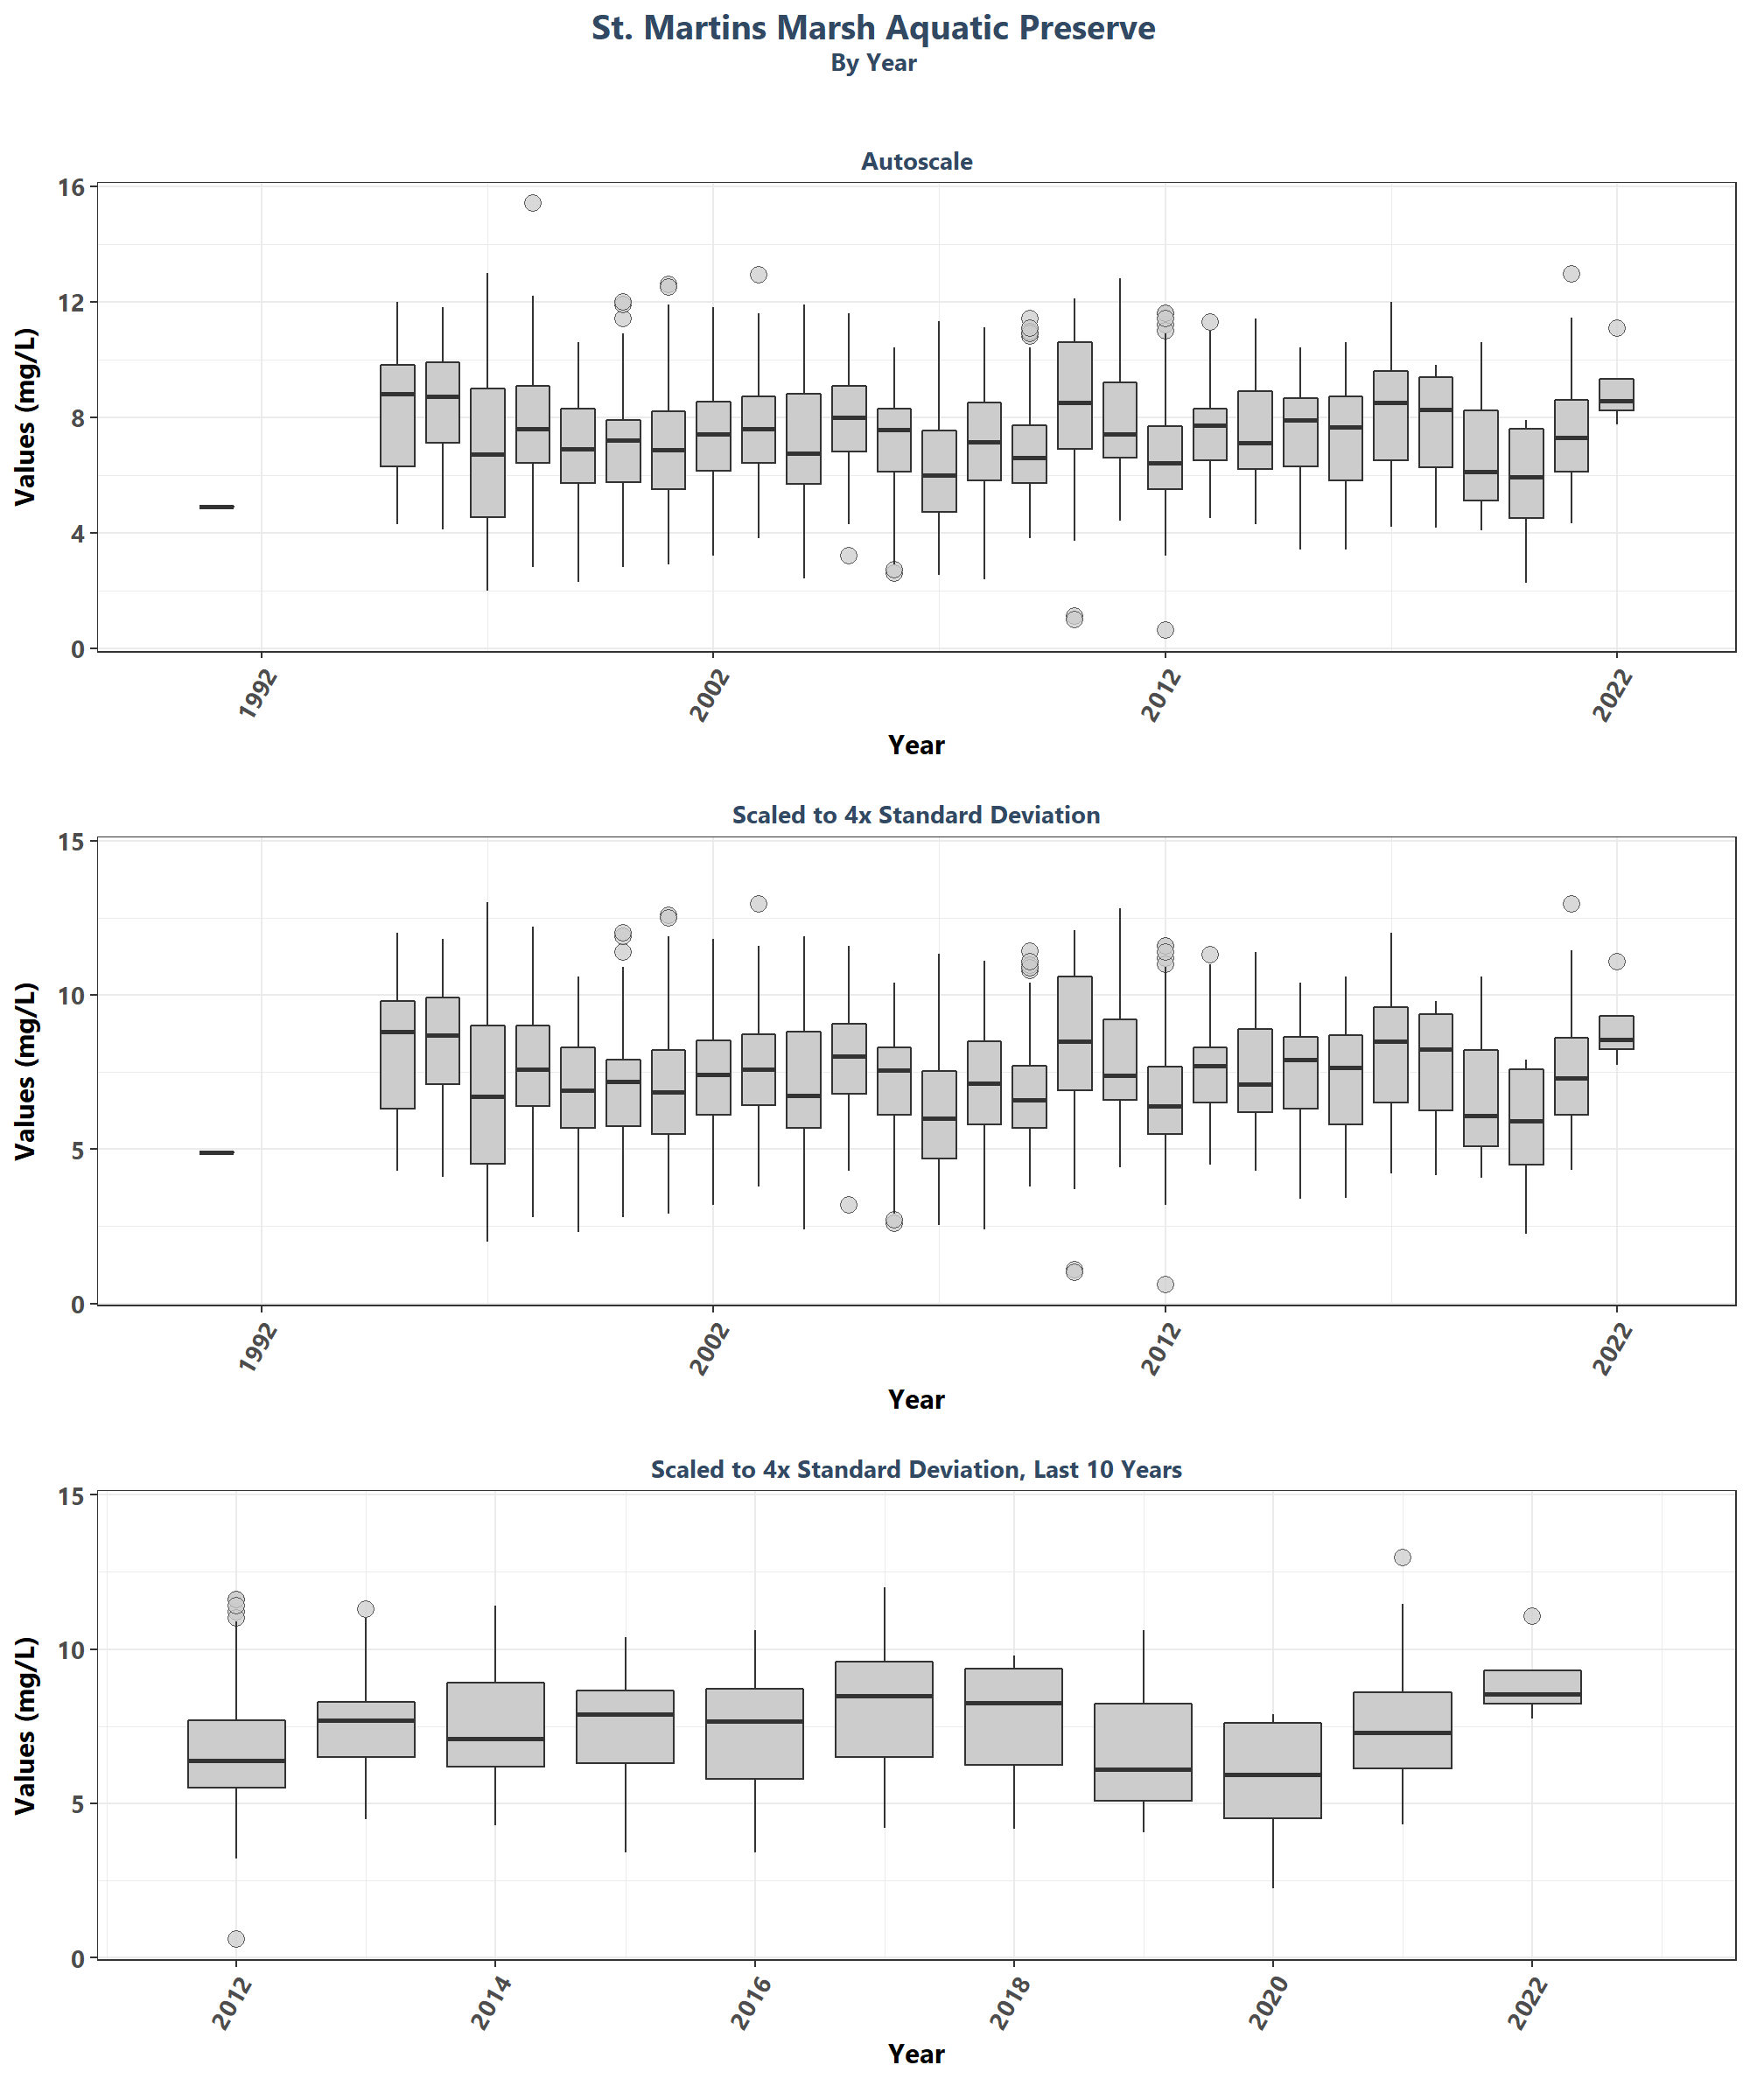 St. Martins Marsh Aquatic Preserve
By Year
Autoscale
16
12
8
4
0
Values (mg/L)
1992
2002
2012
2022
Year
Scaled to 4x Standard Deviation
15
10
5
0
Values (mg/L)
1992
2002
2012
2022
Year
Scaled to 4x Standard Deviation, Last 10 Years
15
10
5
0
Values (mg/L)
2012
2014
2016
2018
2020
2022
Year